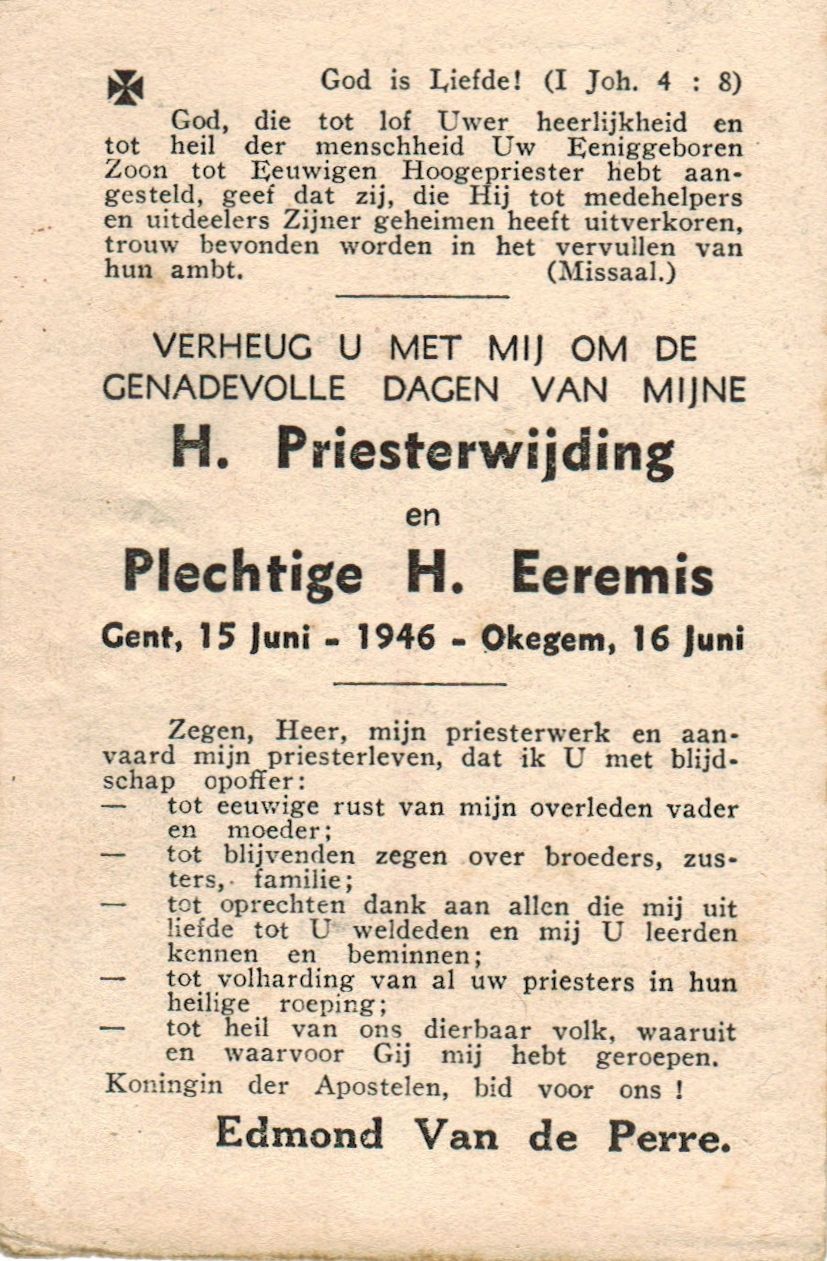 God is Liefde! (I Joh. 4 : 8)
God, die tot lof Uwer heerlijkheid en
tot heil der menschheid Uw Eeniggeboren
Zoon tot Eeuwigen Hoogepriester hebt aan-
gesteld, geef dat zij, die Hij tot medehelpers
en uitdeelers Zijner geheimen heeft uitverkoren,
trouw bevonden worden in het vervullen van
hun ambt. (Missaal.)
VERHEUG U MET MIJ OM DE
GENADEVOLLE DAGEN VAN MIJNE
H. Priesterwijding
en
Plechtige H. Eeremis
Gent, 15 Juni - 1946 - Okegem, 16 Juni
Zegen, Heer, mijn priesterwerk en aan-
vaard mijn priesterleven, dat ik U met blijd-
schap opoffer:
— tot eeuwige rust van mijn overleden vader
en moeder;
— tot blijvenden zegen over broeders, zus-
ters, familie;
— tot oprechten dank aan allen die mij uit
liefde tot U weldeden en mij U leerden
kennen en beminnen;
— tot volharding van al uw priesters in hun
heilige roeping;
— tot heil van ons dierbaar volk, waaruit
en waarvoor Gij mij hebt geroepen.
Koningin der Apostelen, bid voor ons !
Edmond Van de Perre.